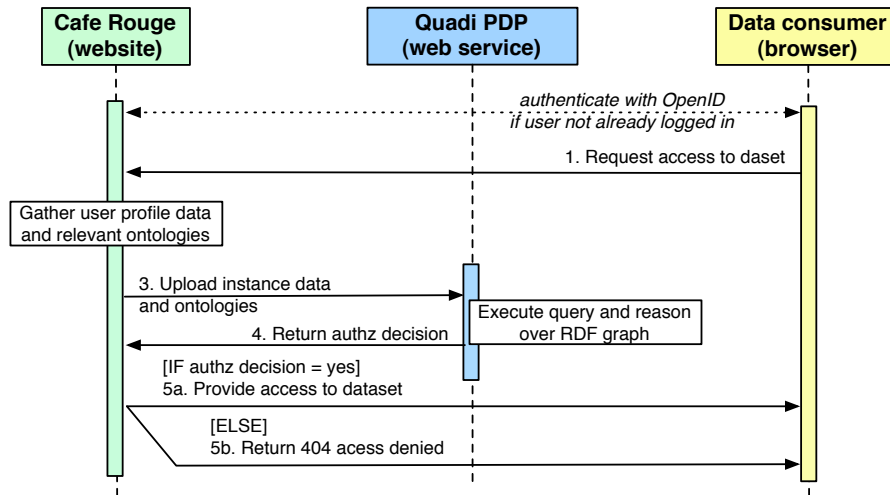 Cafe Rouge
(website)
Quadi PDP
(web service)
Data consumer
(browser)
authenticate with OpenID
if user not already logged in
1. Request access to daset
Gather user profile data
and relevant ontologies
3. Upload instance data
and ontologies
Execute query and reason
over RDF graph
4. Return authz decision
[IF authz decision = yes]
5a. Provide access to dataset
[ELSE]
5b. Return 404 acess denied